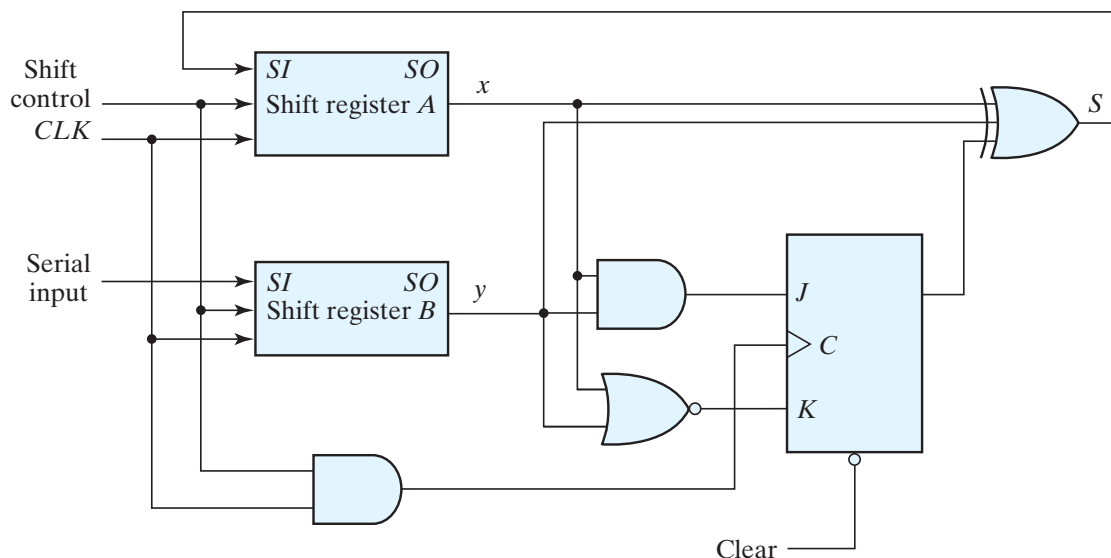 Shift
control
CLK
SI SO
Shift register A
x
S
Serial
input
SI SO
Shift register B
y
J
C
K
Clear